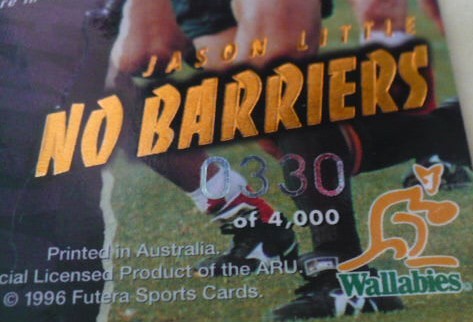 JASON LITTLE
NO BARRIERS
0330
of 4,000
Printed in Australia.
Licensed Product of the ARU.
© 1996 Futera Sports Cards.
Wallabies